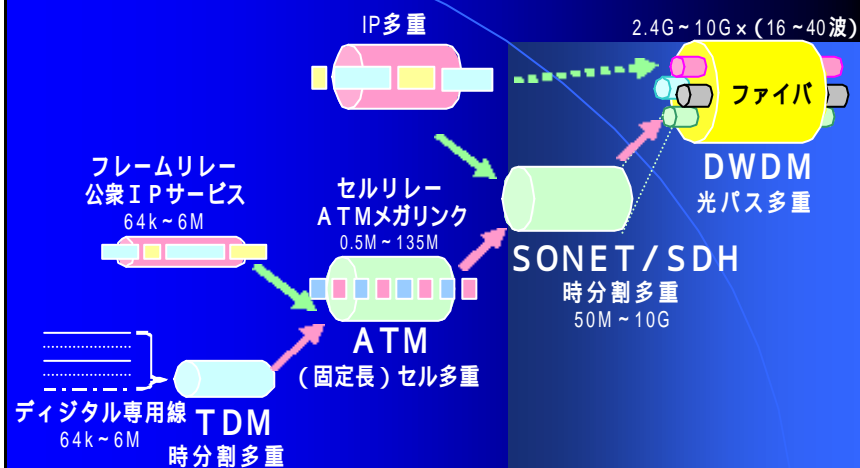 IP多重
2.4G~10G×(16~40波)
ファイバ
DWDM
光パス多重
フレームリレー
公衆IPサービス
64k~6M
セルリレー
ATMメガリンク
0.5M~135M
SONET/SDH
時分割多重
50M~10G
ATM
(固定長)セル多重
ディジタル専用線
64k~6M
TDM
時分割多重